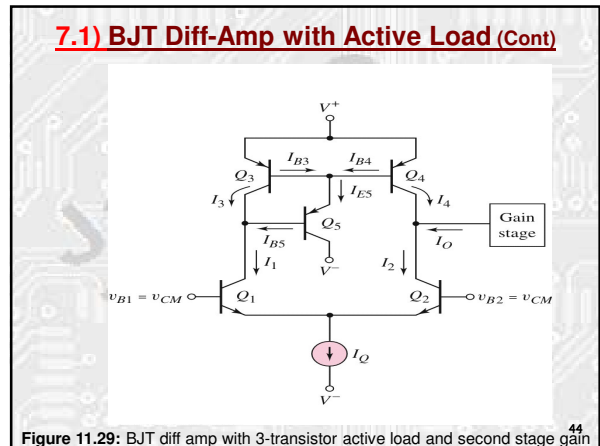 7.1) BJT Diff-Amp with Active Load (Cont)
V+
IB3 IB4
Q3 Q4
IE5
I3 I4
Q5
Gain
stage
IB5 IO
I1 V− I2
vB1 = vCM Q1 Q2 vB2 = vCM
IQ
V−
44
Figure 11.29: BJT diff amp with 3-transistor active load and second stage gain